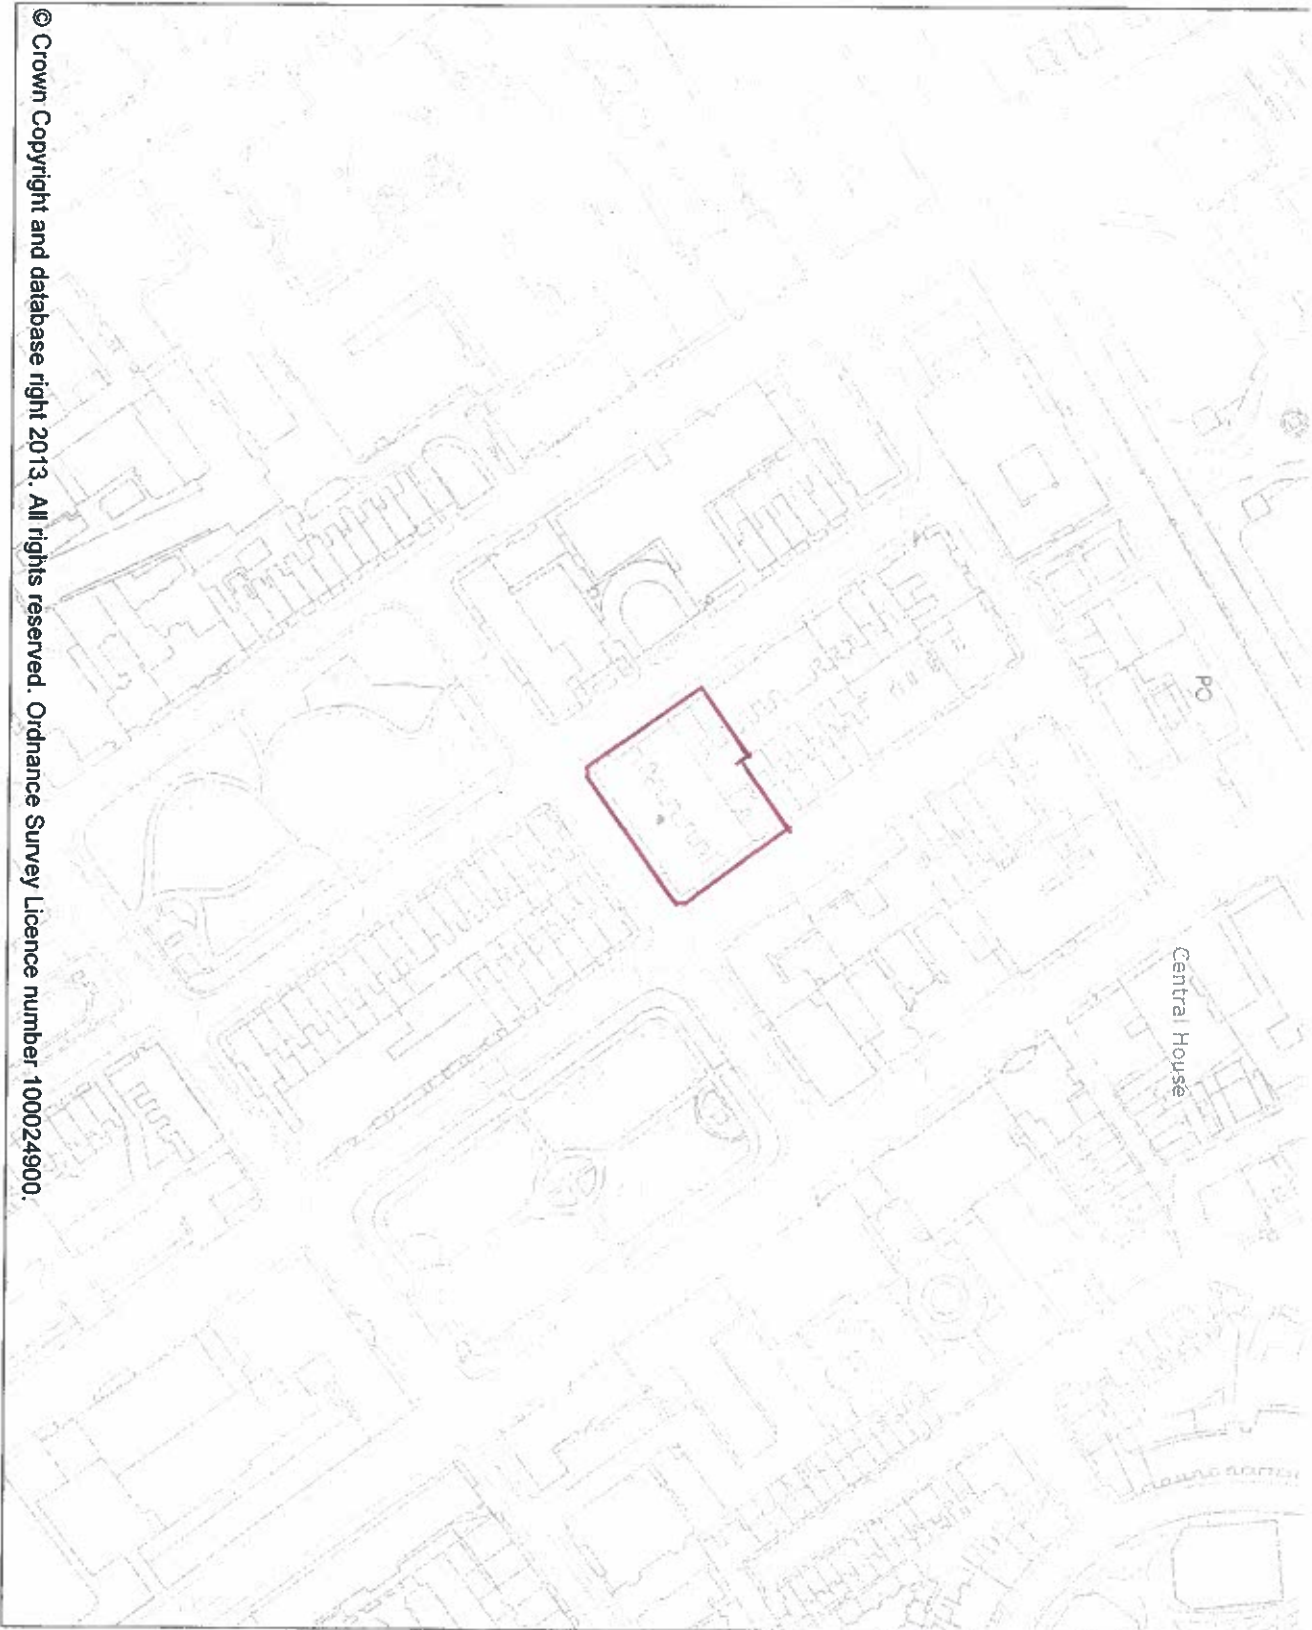 © Crown Copyright and database right 2013. All rights reserved. Ordnance Survey Licence number 100024900.
PO
Central House